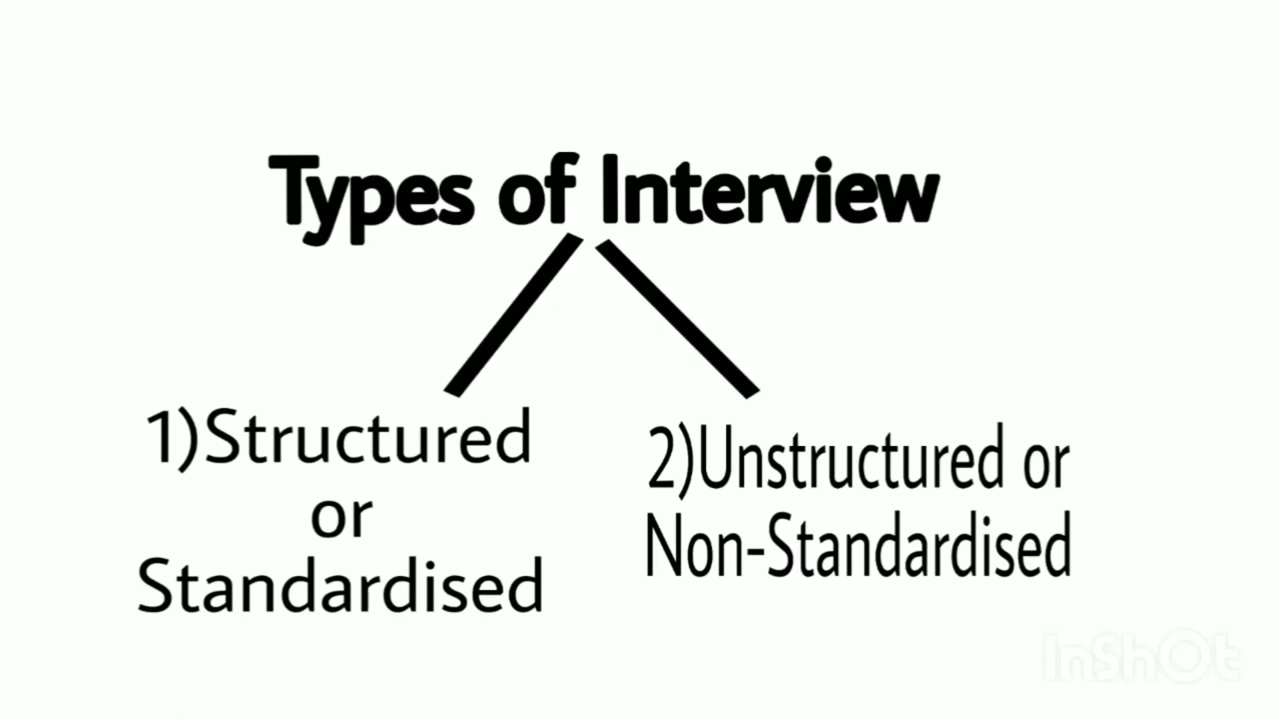 Types of Interview
1)Structured
or
Standardised
2)Unstructured or
Non-Standardised
InShOt